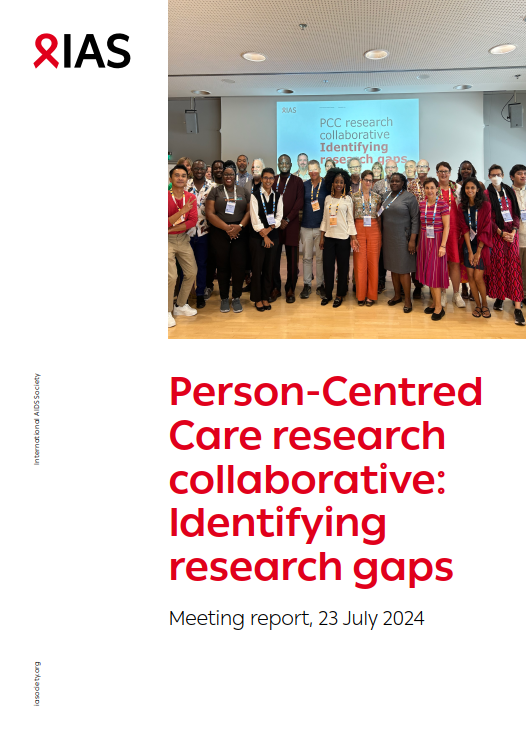 IAS
IAS
PCC research
collaborative
Identifying
research gaps
Person-Centred
Care research
collaborative:
Identifying
research gaps
Meeting report, 23 July 2024
International AIDS Society
iasociety.org